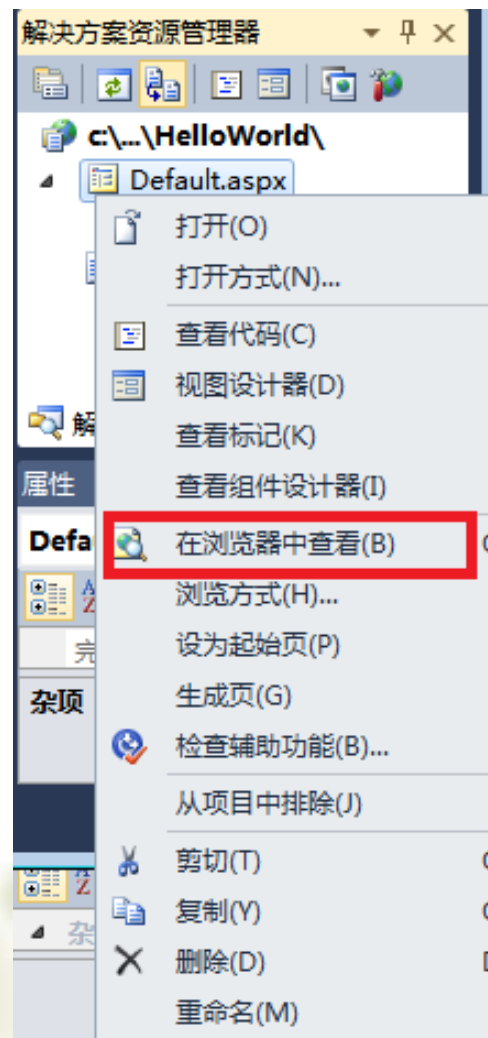 解决方案资源管理器
c:\...\HelloWorld\
Default.aspx
打开(O)
打开方式(N)...
查看代码(C)
视图设计器(D)
查看标记(K)
解
查看组件设计器(I)
属性
Defa
在浏览器中查看(B)
浏览方式(H)...
设为起始页(P)
完
生成页(G)
杂项
检查辅助功能(B)...
从项目中排除(J)
剪切(T)
复制(Y)
杂
删除(D)
重命名(M)